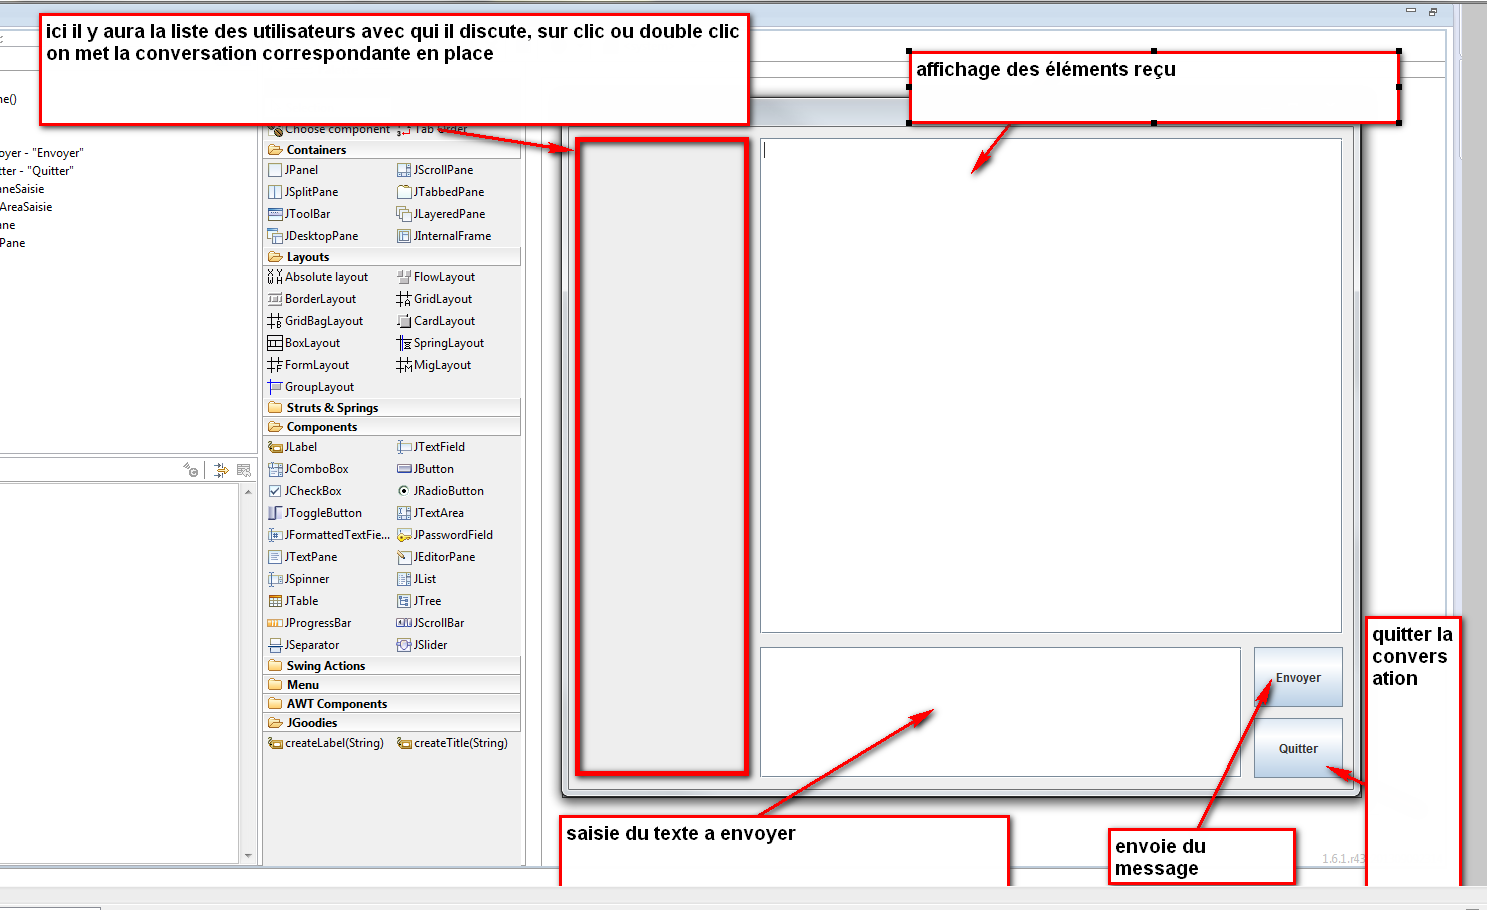 ici il y aura la liste des utilisateurs avec qui il discute, sur clic ou double clic
on met la conversation correspondante en place
affichage des éléments reçu
ne()
oyer - "Envoyer"
tter - "Quitter"
aneSaisie
AreaSaisie
ane
Pane
Choose component
Tab Order
Containers
JPanel
JScrollPane
JSplitPane
JTabbedPane
JToolBar
JLayeredPane
JDesktopPane
JInternalFrame
Layouts
Absolute layout
FlowLayout
BorderLayout
GridLayout
GridBagLayout
CardLayout
BoxLayout
SpringLayout
FormLayout
MigLayout
GroupLayout
Struts & Springs
Components
JLabel
JTextField
JComboBox
JButton
JCheckBox
JRadioButton
JToggleButton
JTextArea
JFormattedTextFie...
JPasswordField
JTextPane
JEditorPane
JSpinner
JList
JTable
JTree
JProgressBar
JScrollBar
JSeparator
JSlider
Swing Actions
Menu
AWT Components
JGoodies
createLabel(String)
createTitle(String)
Envoyer
Quitter
quitter la
convers
ation
saisie du texte a envoyer
envoie du
message
1.6.1.r43